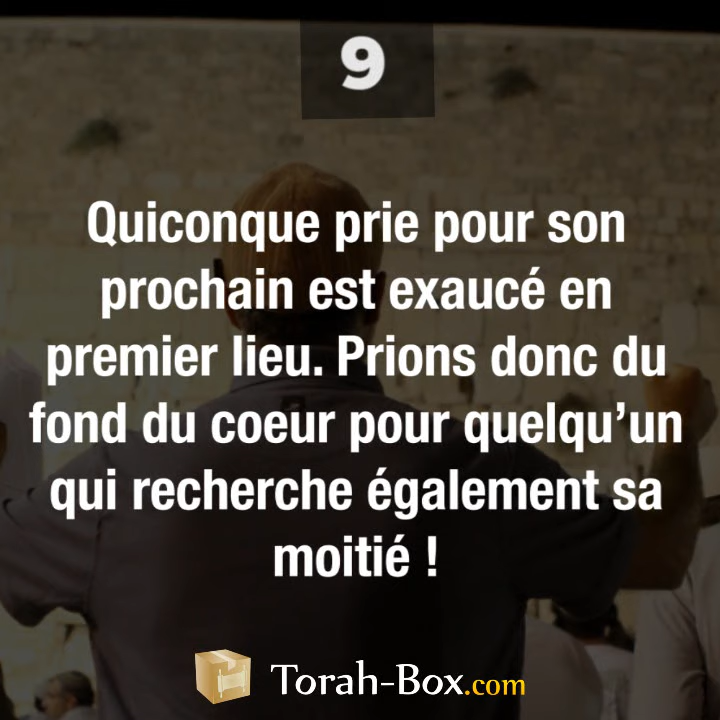 9
Quiconque prie pour son
prochain est exaucé en
premier lieu. Prions donc du
fond du coeur pour quelqu’un
qui recherche également sa
moitié !
Torah-Box.com